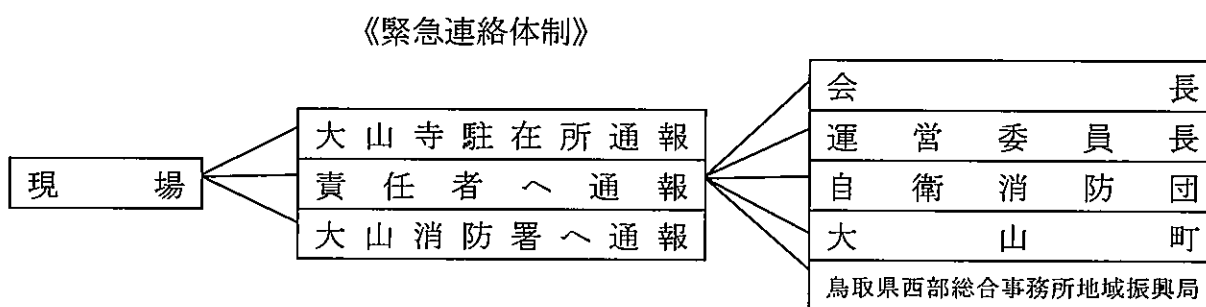 《緊急連絡体制》
現場
大山寺駐在所通報
責任者へ通報
大山消防署へ通報
会長
運営委員長
自衛消防団
大山町
鳥取県西部総合事務所地域振興局